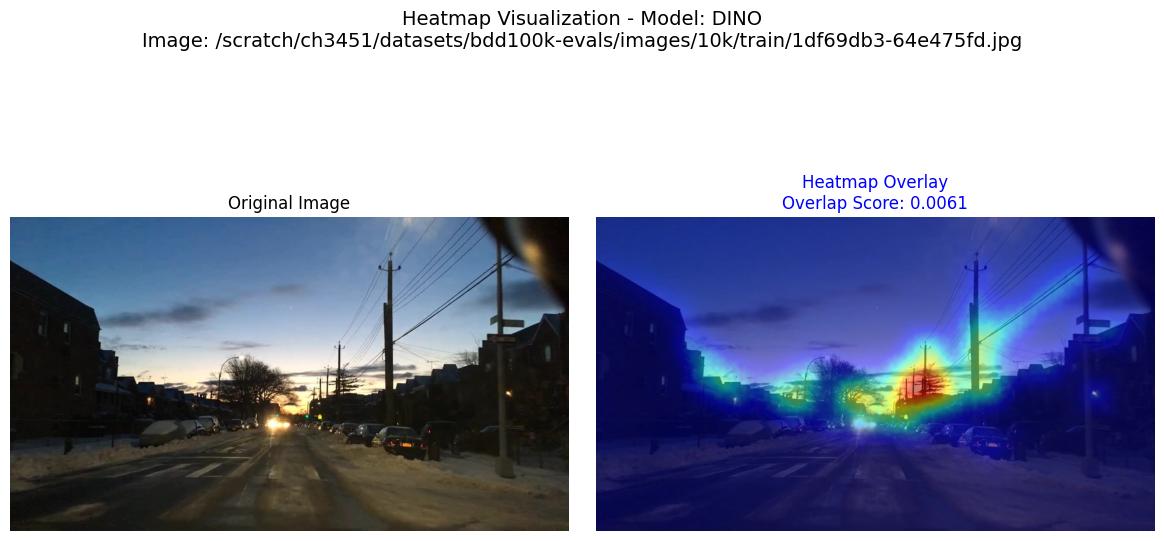 Heatmap Visualization - Model: DINO
Image: /scratch/ch3451/datasets/bdd100k-evals/images/10k/train/1df69db3-64e475fd.jpg
Original Image
Heatmap Overlay
Overlap Score: 0.0061